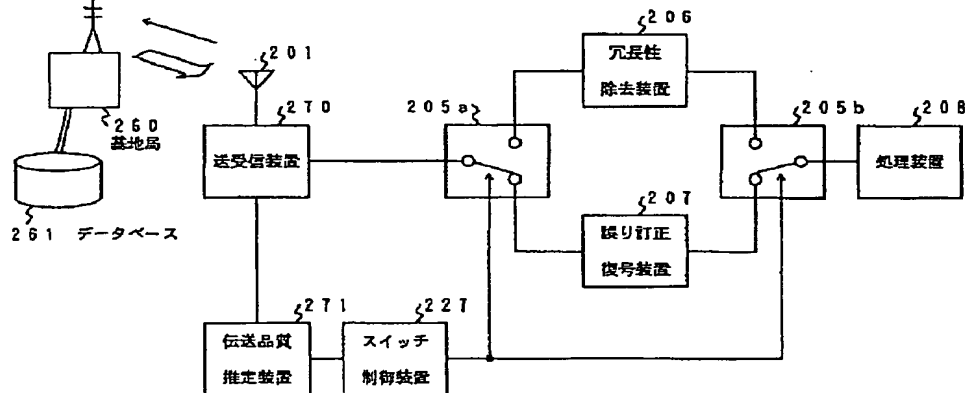 206
冗長性
除去装置
201
270
205a
205b
208
260
基地局
送受信装置
処理装置
207
誤り訂正
復号装置
261 データベース
271
227
伝送品質
推定装置
スイッチ
制御装置